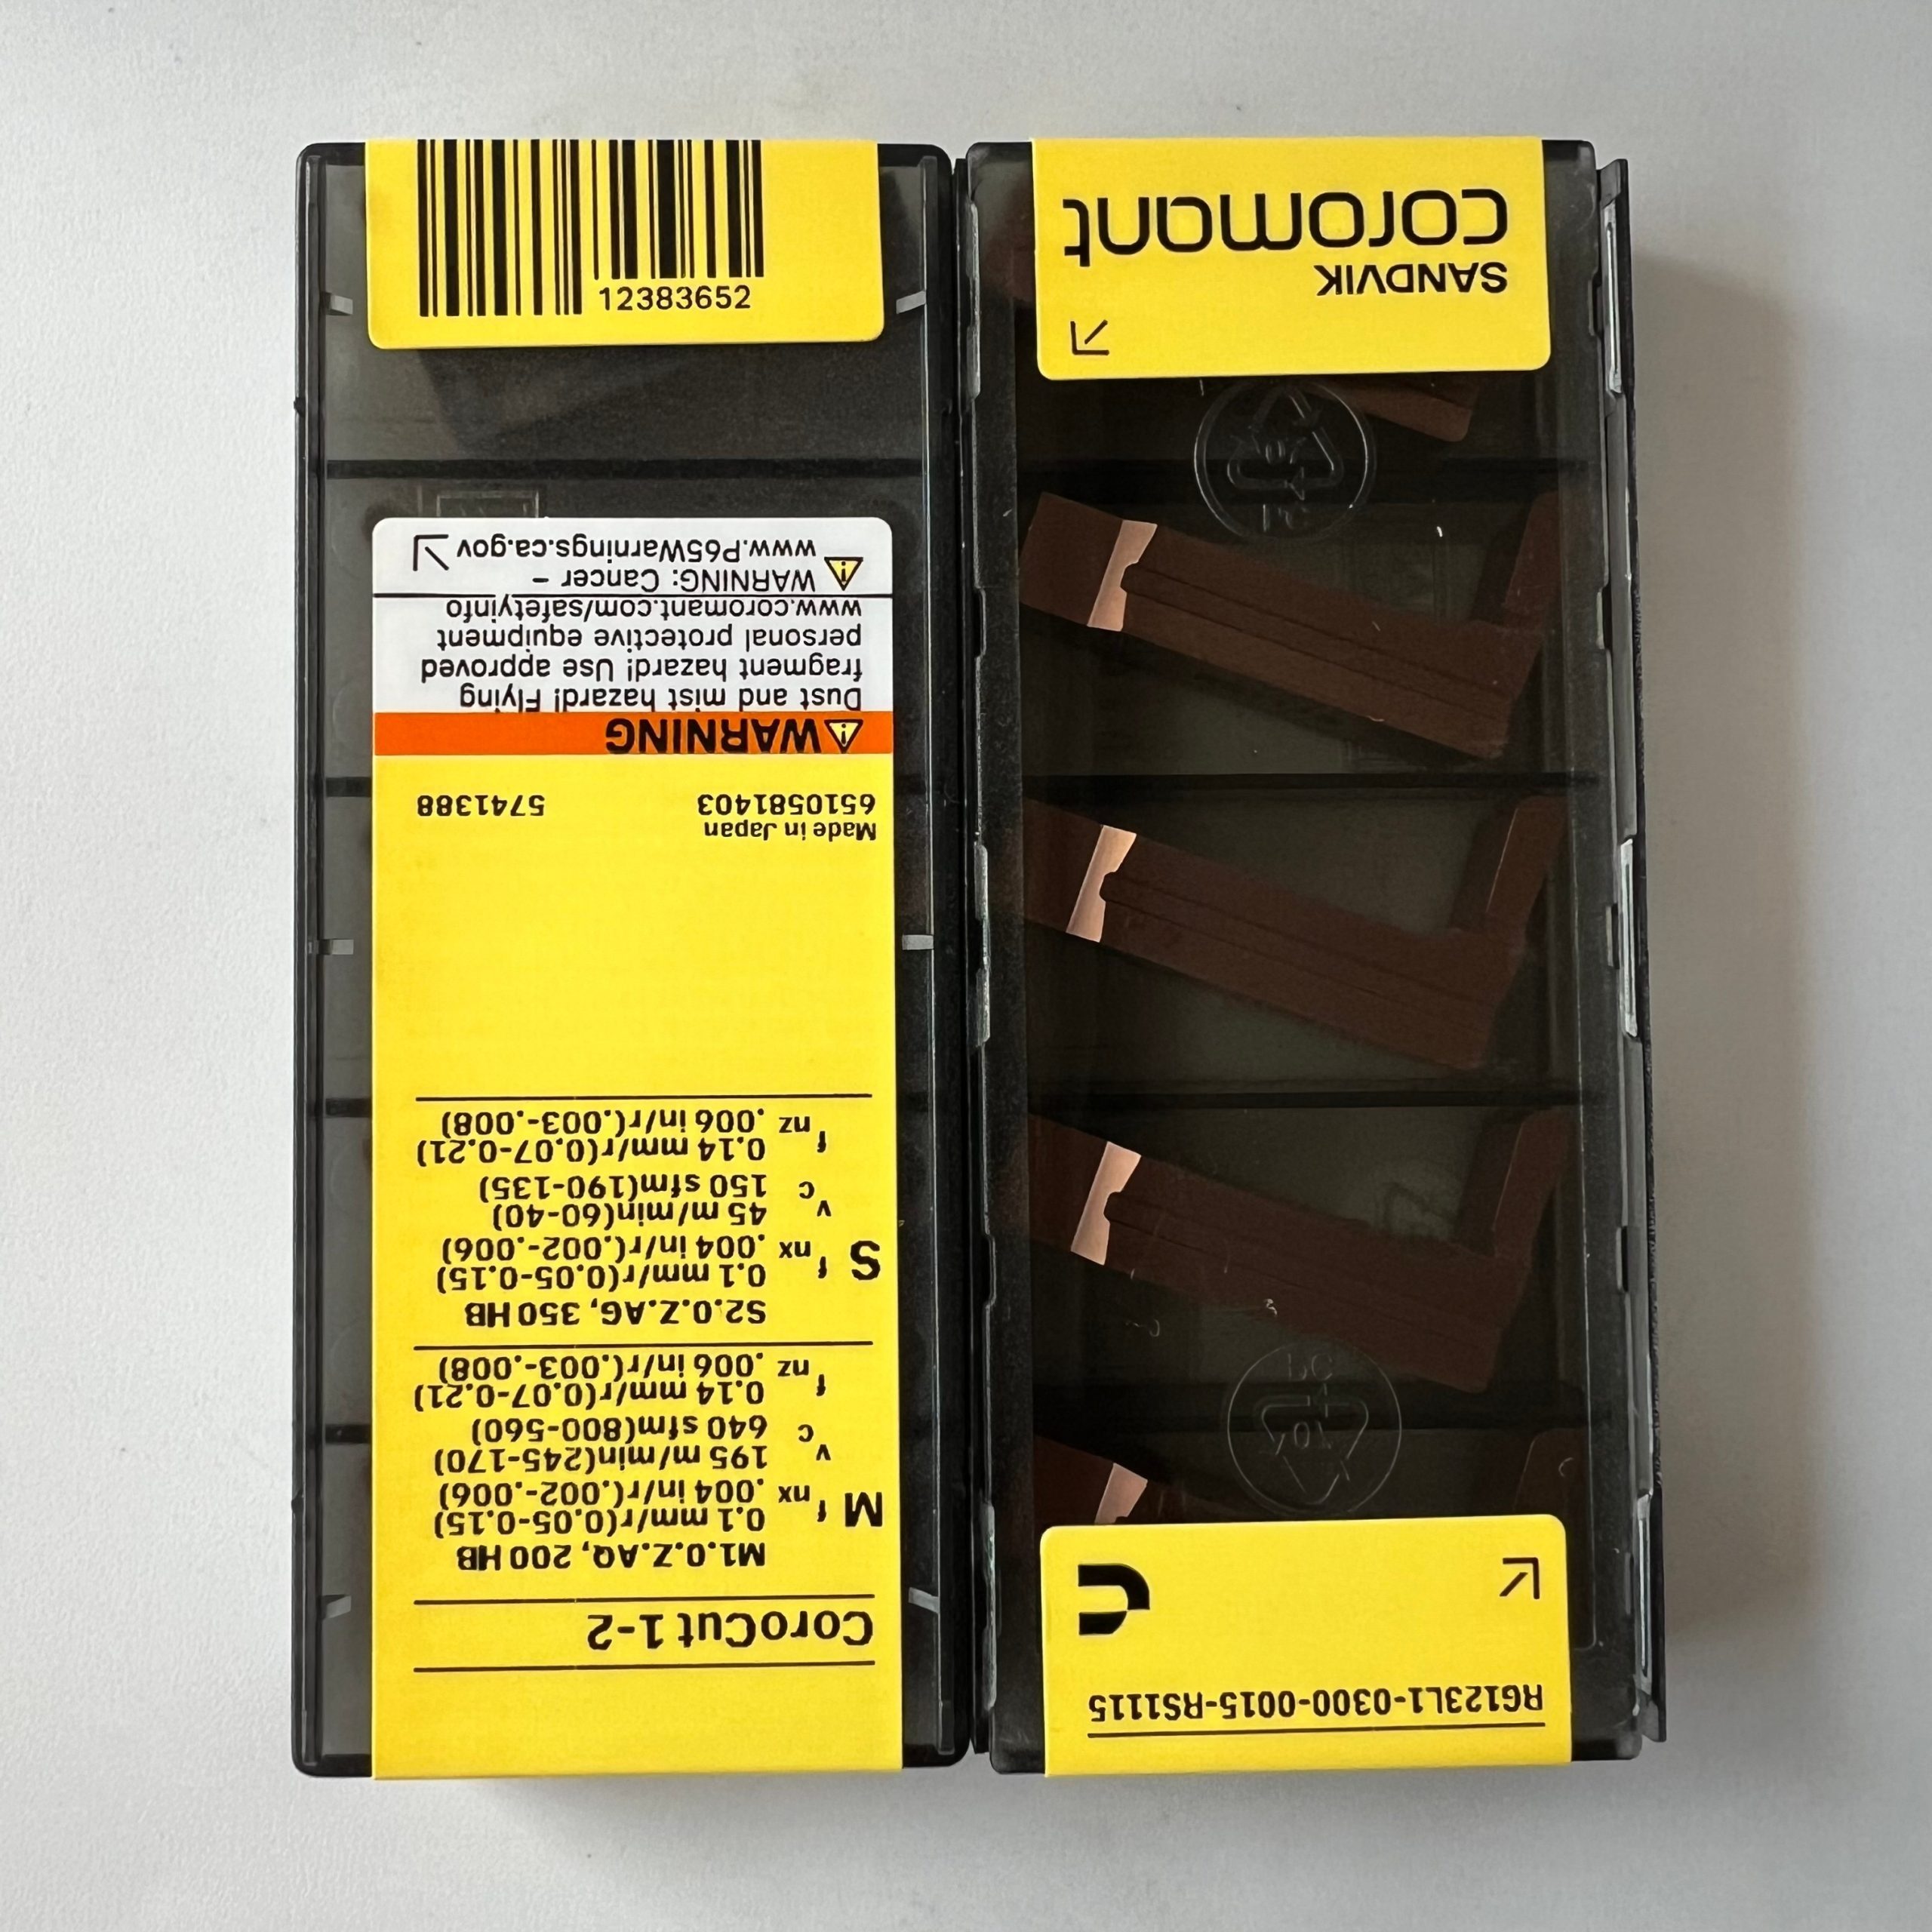 SANDVIK
coromant
RG123L1-0300-0015-RS1115
12383652
CoroCut 1-2
M1.0.Z.AQ, 200 HB
M
f nx 0.1 mm/r(0.05-0.15)
.004 in/r(.002-.006)
v c 195 m/min(245-170)
640 sfm(800-560)
f nz 0.14 mm/r(0.07-0.21)
.006 in/r(.003-.008)
S2.0.Z.AG, 350 HB
S
f nx 0.1 mm/r(0.05-0.15)
.004 in/r(.002-.006)
v c 45 m/min(60-40)
150 sfm(190-135)
f nz 0.14 mm/r(0.07-0.21)
.006 in/r(.003-.008)
Made in Japan
6510581403 5741388
WARNING
Dust and mist hazard! Flying
fragment hazard! Use approved
personal protective equipment
www.coromant.com/safetyinfo
WARNING: Cancer -
www.P65Warnings.ca.gov
PC